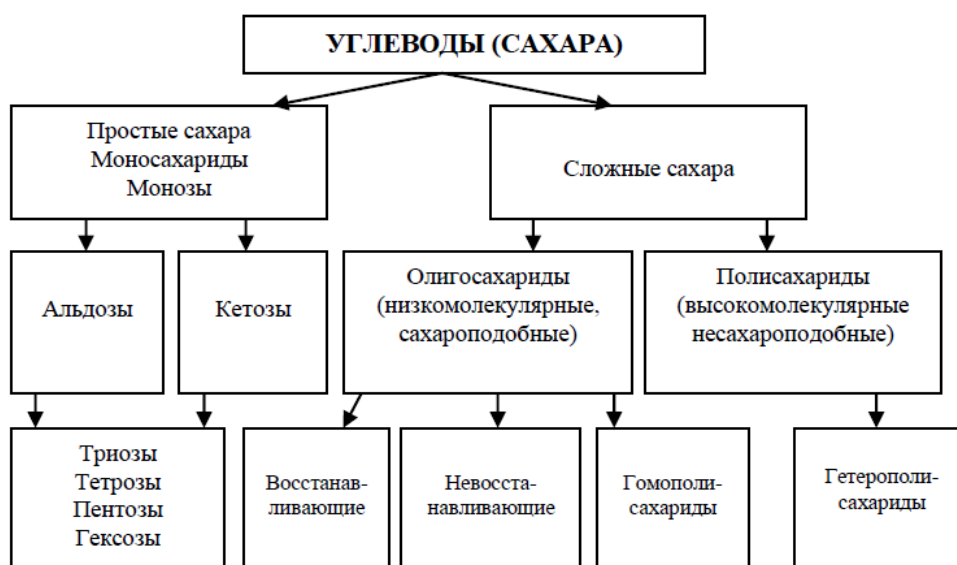 УГЛЕВОДЫ (САХАРА)
Простые сахара
Моносахариды
Монозы
Сложные сахара
Альдозы
Кетозы
Олигосахариды
(низкомолекулярные,
сахароподобные)
Полисахариды
(высокомолекулярные
несахароподобные)
Триозы
Тетрозы
Пентозы
Гексозы
Восстанав-
ливающие
Невосста-
навливающие
Гомополи-
сахариды
Гетерополи-
сахариды